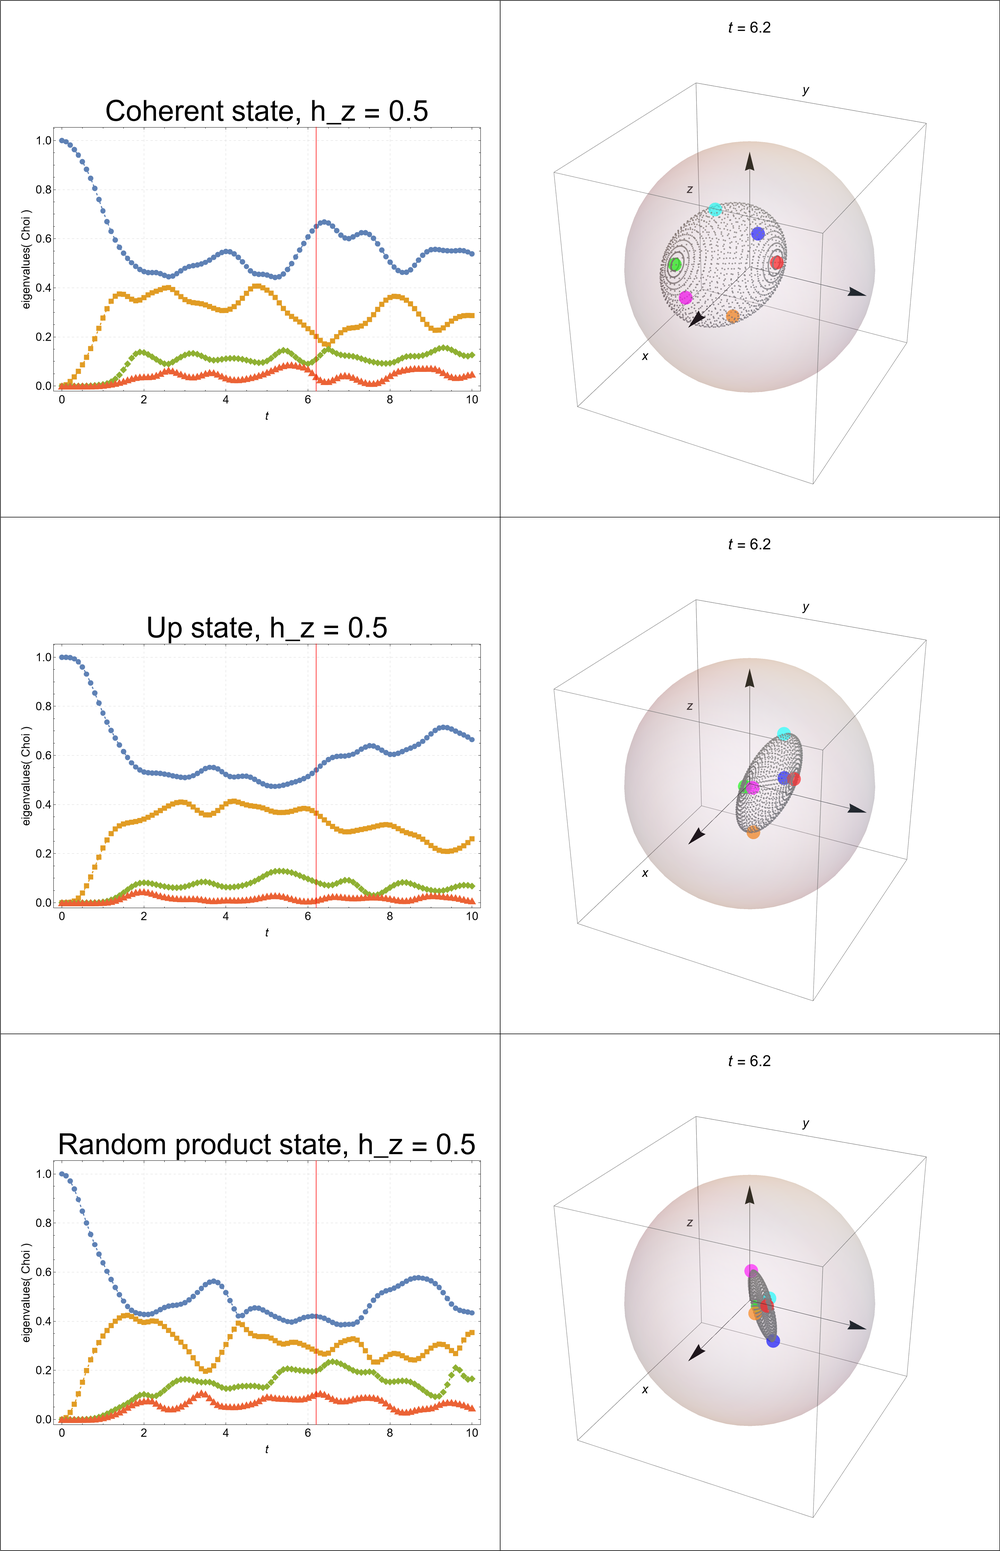 Coherent state, h_z = 0.5
eigenvalues( Choi )
1.0
0.8
0.6
0.4
0.2
0.0
0 2 4 6 8 10
t
t = 6.2
y
z
x
Up state, h_z = 0.5
eigenvalues( Choi )
1.0
0.8
0.6
0.4
0.2
0.0
0 2 4 6 8 10
t
t = 6.2
y
z
x
Random product state, h_z = 0.5
eigenvalues( Choi )
1.0
0.8
0.6
0.4
0.2
0.0
0 2 4 6 8 10
t
t = 6.2
y
z
x